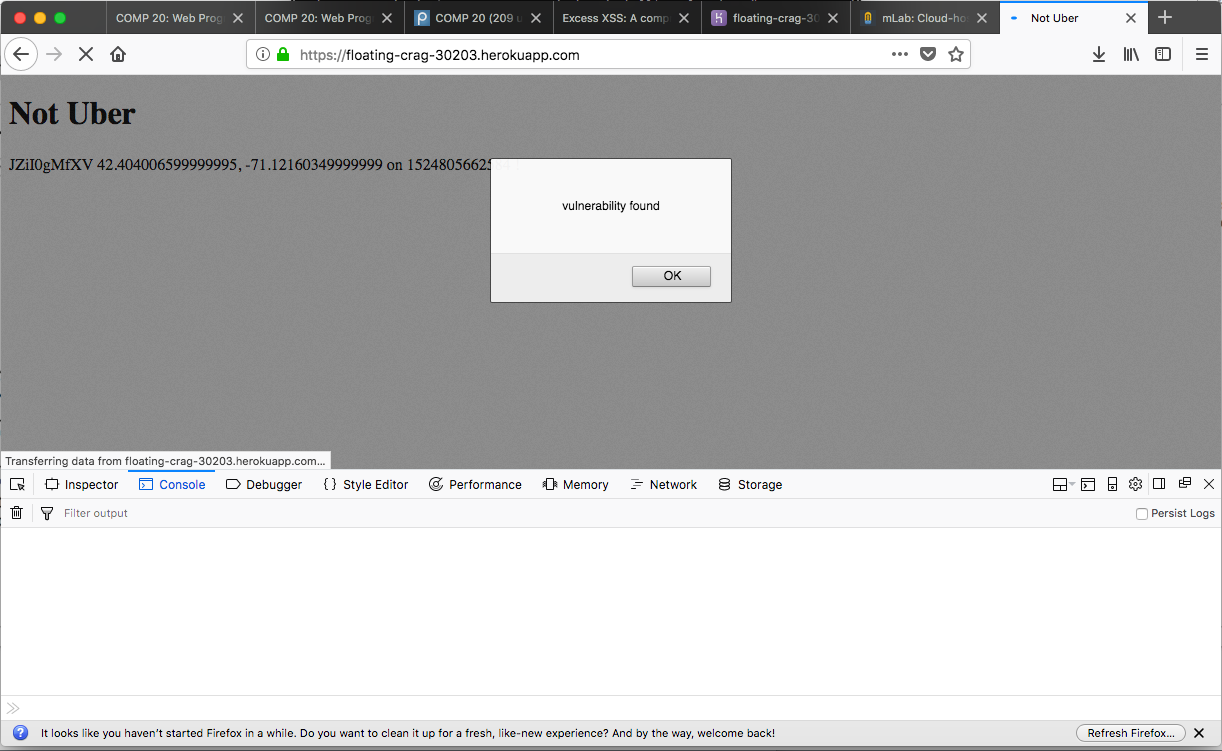 COMP 20: Web Prog
COMP 20: Web Prog
COMP 20 (209 u
Excess XSS: A comp
floating-crag-30
mLab: Cloud-ho
Not Uber
https://floating-crag-30203.herokuapp.com
Not Uber
JZiI0gMfXV 42.404006599999995, -71.12160349999999 on 1524805662
vulnerability found
OK
Transferring data from floating-crag-30203.herokuapp.com...
Inspector Console Debugger Style Editor Performance Memory Network Storage
Filter output Persist Logs
It looks like you haven't started Firefox in a while. Do you want to clean it up for a fresh, like-new experience? And by the way, welcome back! Refresh Firefox...